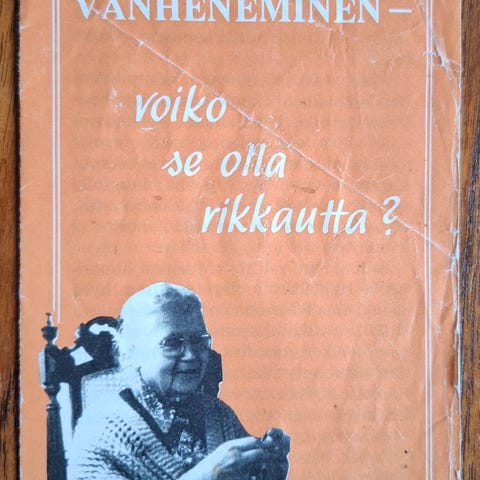 VANHENEMINEN –
voiko
se olla
rikkautta?